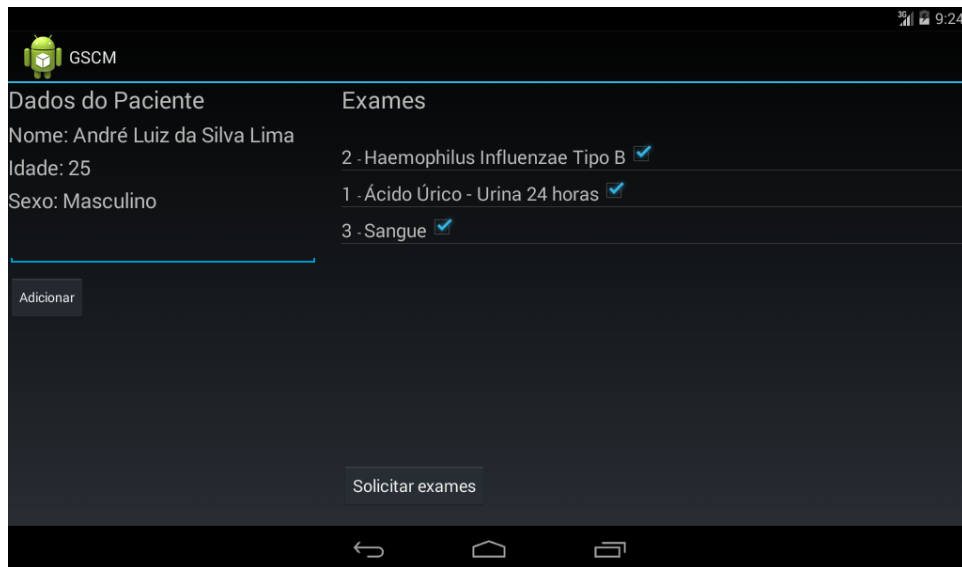 3G 9:24
GSCM
Dados do Paciente
Nome: André Luiz da Silva Lima
Idade: 25
Sexo: Masculino
Adicionar
Exames
2 - Haemophilus Influenzae Tipo B
1 - Ácido Úrico - Urina 24 horas
3 - Sangue
Solicitar exames